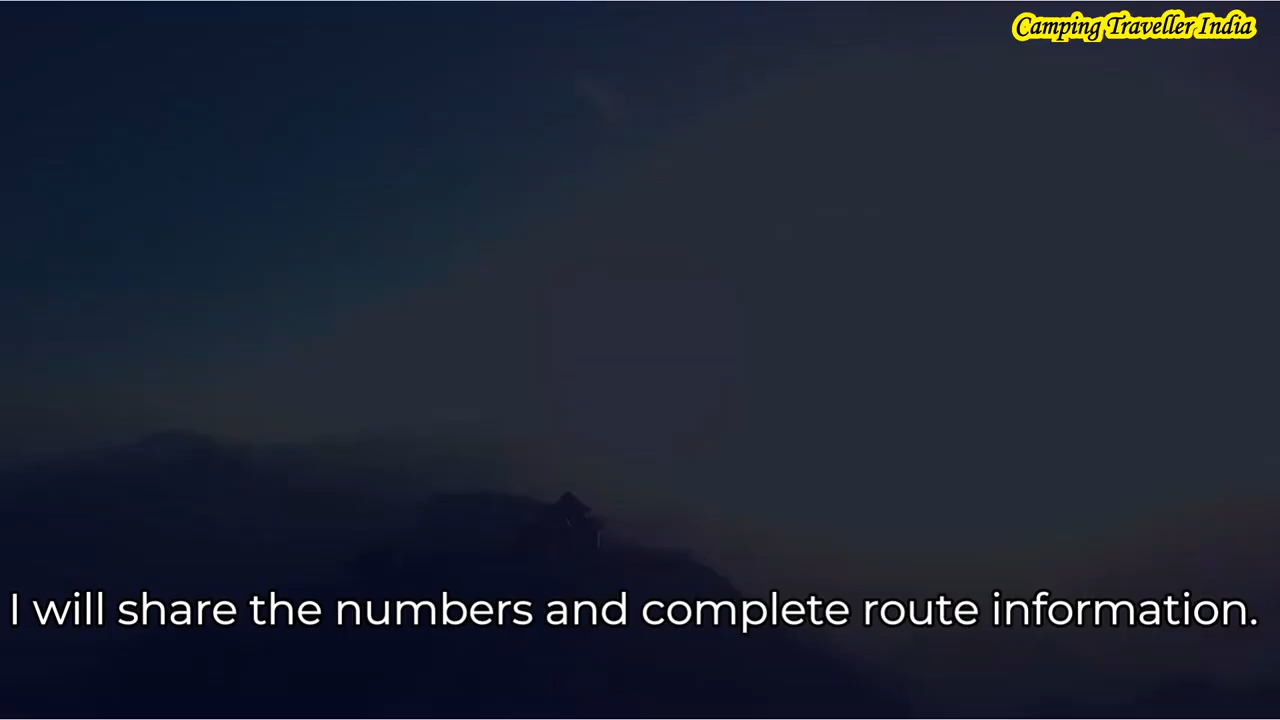 Camping Traveller India
I will share the numbers and complete route information.